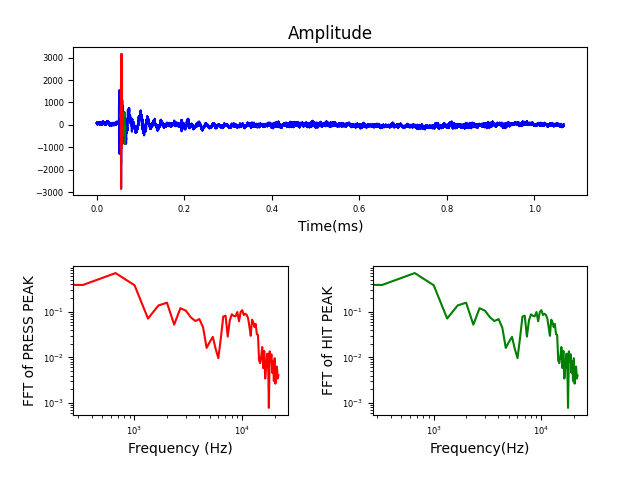 Amplitude
3000
2000
1000
0
−1000
−2000
−3000
0.0 0.2 0.4 0.6 0.8 1.0
Time(ms)
FFT of PRESS PEAK
10⁻¹
10⁻²
10⁻³
10³ 10⁴
Frequency (Hz)
FFT of HIT PEAK
10⁻¹
10⁻²
10⁻³
10³ 10⁴
Frequency(Hz)